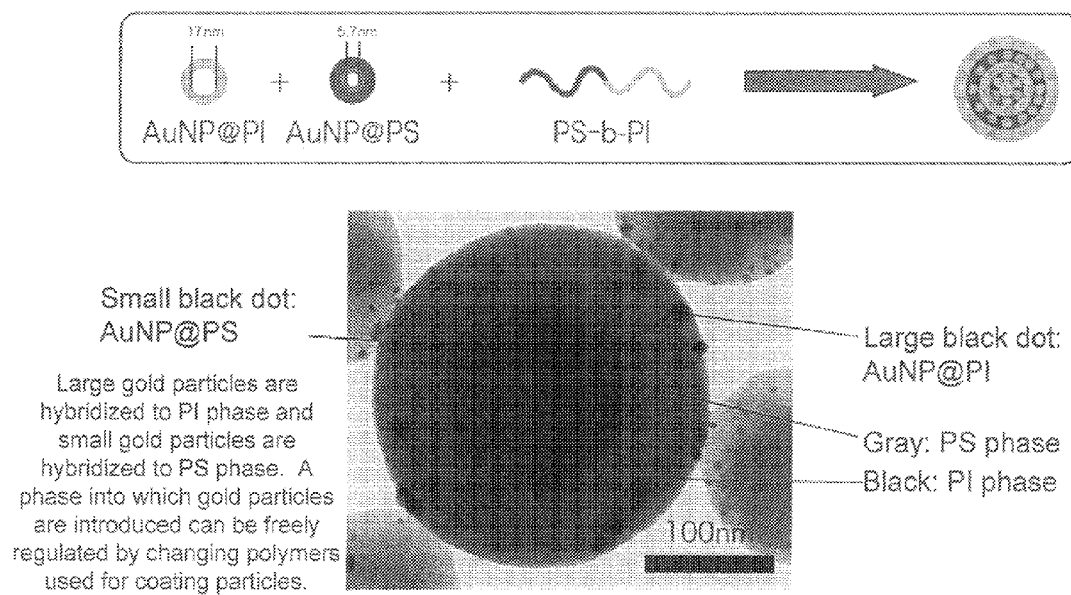 17nm
5.7nm
+
+
AuNP@PI
AuNP@PS
PS-b-PI
Small black dot:
AuNP@PS
Large gold particles are
hybridized to PI phase and
small gold particles are
hybridized to PS phase. A
phase into which gold particles
are introduced can be freely
regulated by changing polymers
used for coating particles.
Large black dot:
AuNP@PI
Gray: PS phase
Black: PI phase
100nm